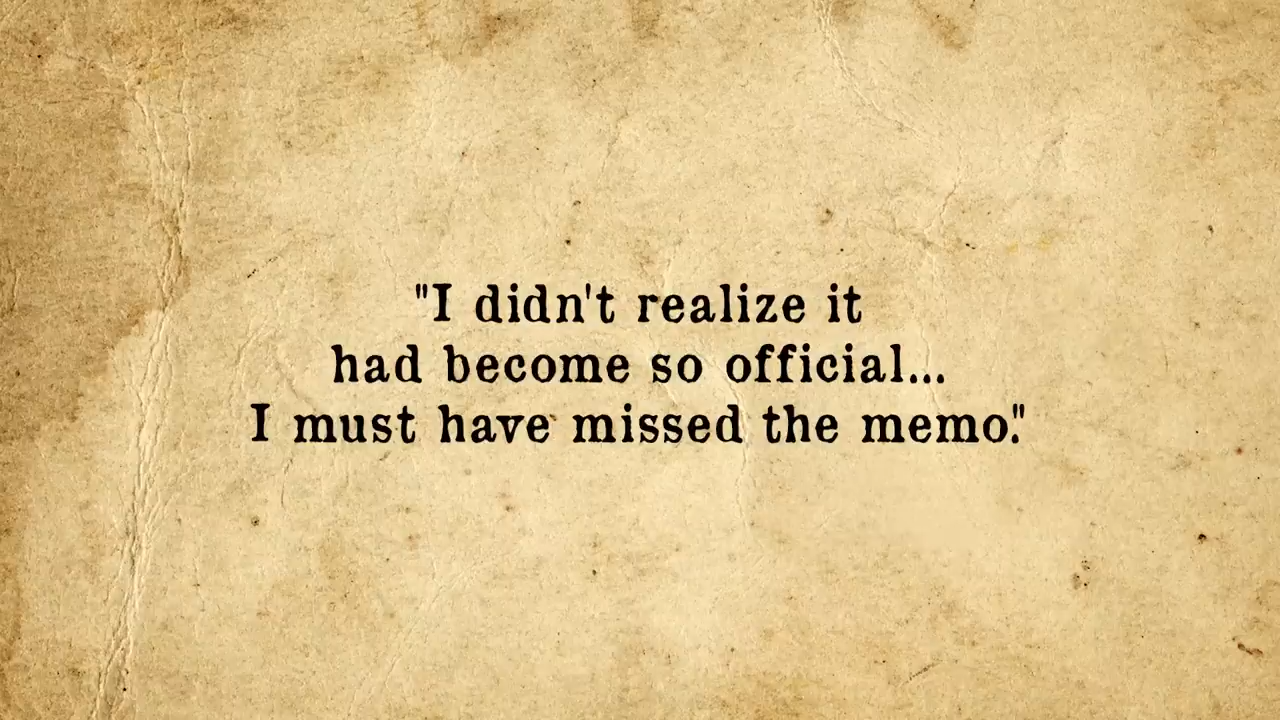 "I didn't realize it
had become so official...
I must have missed the memo."